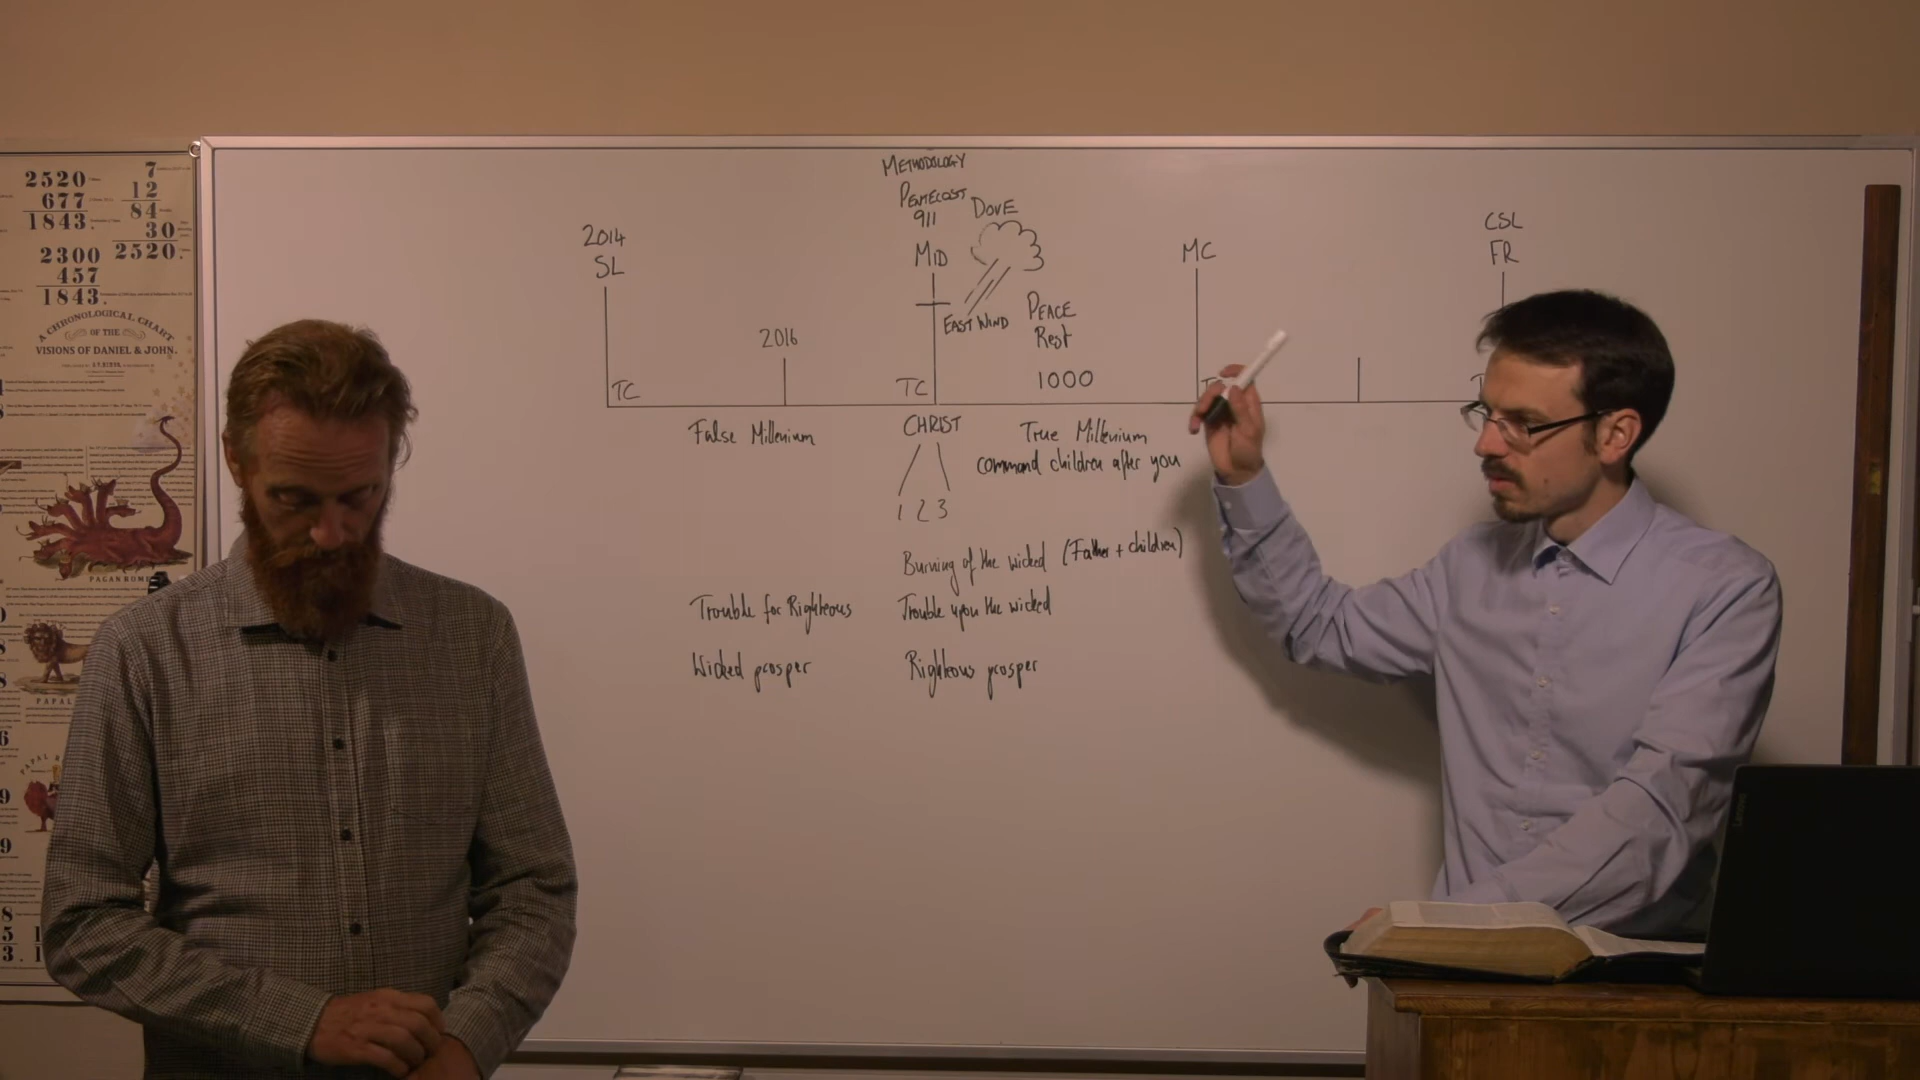 2520
677
1843.
2300
457
1843.
7
12
84
30
2520.
A CHRONOLOGICAL CHART
OF THE
VISIONS OF DANIEL & JOHN.
PAGAN ROME
PAPAL
METHODOLOGY
PENTECOST
911
DOVE
2014
SL
MID
MC
CSL
FR
EAST WIND
PEACE
Rest
2016
TC
TC
1000
False Millenium
CHRIST
True Millenium
command children after you
1 2 3
Burning of the wicked (Father + children)
Trouble for Righteous
Trouble upon the wicked
Wicked prosper
Righteous prosper
Lenovo